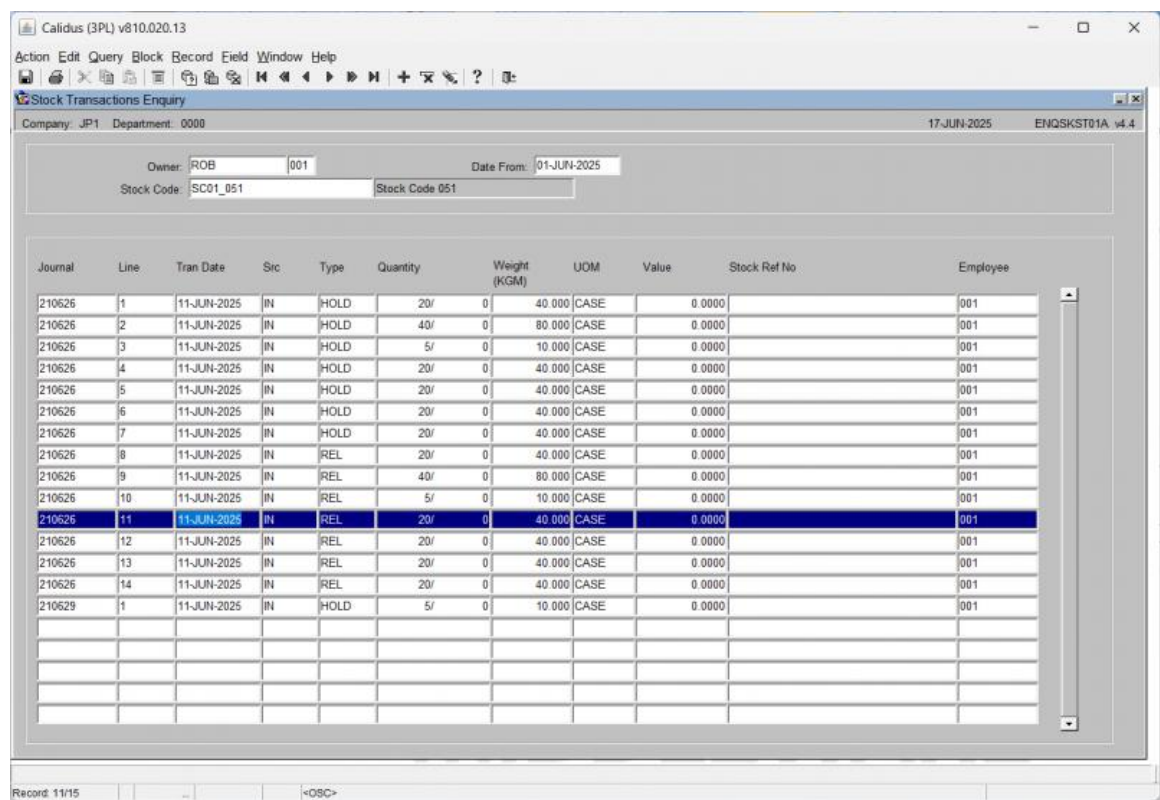 Calidus (3PL) v810.020.13
Action Edit Query Block Record Field Window Help
Stock Transactions Enquiry
Company: JP1 Department: 0000 17-JUN-2025 ENQSKST01A v4.4
Owner: ROB 001 Date From: 01-JUN-2025
Stock Code: SC01_051 Stock Code 051
Journal Line Tran Date Src Type Quantity Weight (KGM) UOM Value Stock Ref No Employee
210626 1 11-JUN-2025 IN HOLD 20/ 0 40.000 CASE 0.0000 001
210626 2 11-JUN-2025 IN HOLD 40/ 0 80.000 CASE 0.0000 001
210626 3 11-JUN-2025 IN HOLD 5/ 0 10.000 CASE 0.0000 001
210626 4 11-JUN-2025 IN HOLD 20/ 0 40.000 CASE 0.0000 001
210626 5 11-JUN-2025 IN HOLD 20/ 0 40.000 CASE 0.0000 001
210626 6 11-JUN-2025 IN HOLD 20/ 0 40.000 CASE 0.0000 001
210626 7 11-JUN-2025 IN HOLD 20/ 0 40.000 CASE 0.0000 001
210626 8 11-JUN-2025 IN REL 20/ 0 40.000 CASE 0.0000 001
210626 9 11-JUN-2025 IN REL 40/ 0 80.000 CASE 0.0000 001
210626 10 11-JUN-2025 IN REL 5/ 0 10.000 CASE 0.0000 001
210626 11 11-JUN-2025 IN REL 20/ 0 40.000 CASE 0.0000 001
210626 12 11-JUN-2025 IN REL 20/ 0 40.000 CASE 0.0000 001
210626 13 11-JUN-2025 IN REL 20/ 0 40.000 CASE 0.0000 001
210626 14 11-JUN-2025 IN REL 20/ 0 40.000 CASE 0.0000 001
210629 1 11-JUN-2025 IN HOLD 5/ 0 10.000 CASE 0.0000 001
Record: 11/15 ... <OSC>